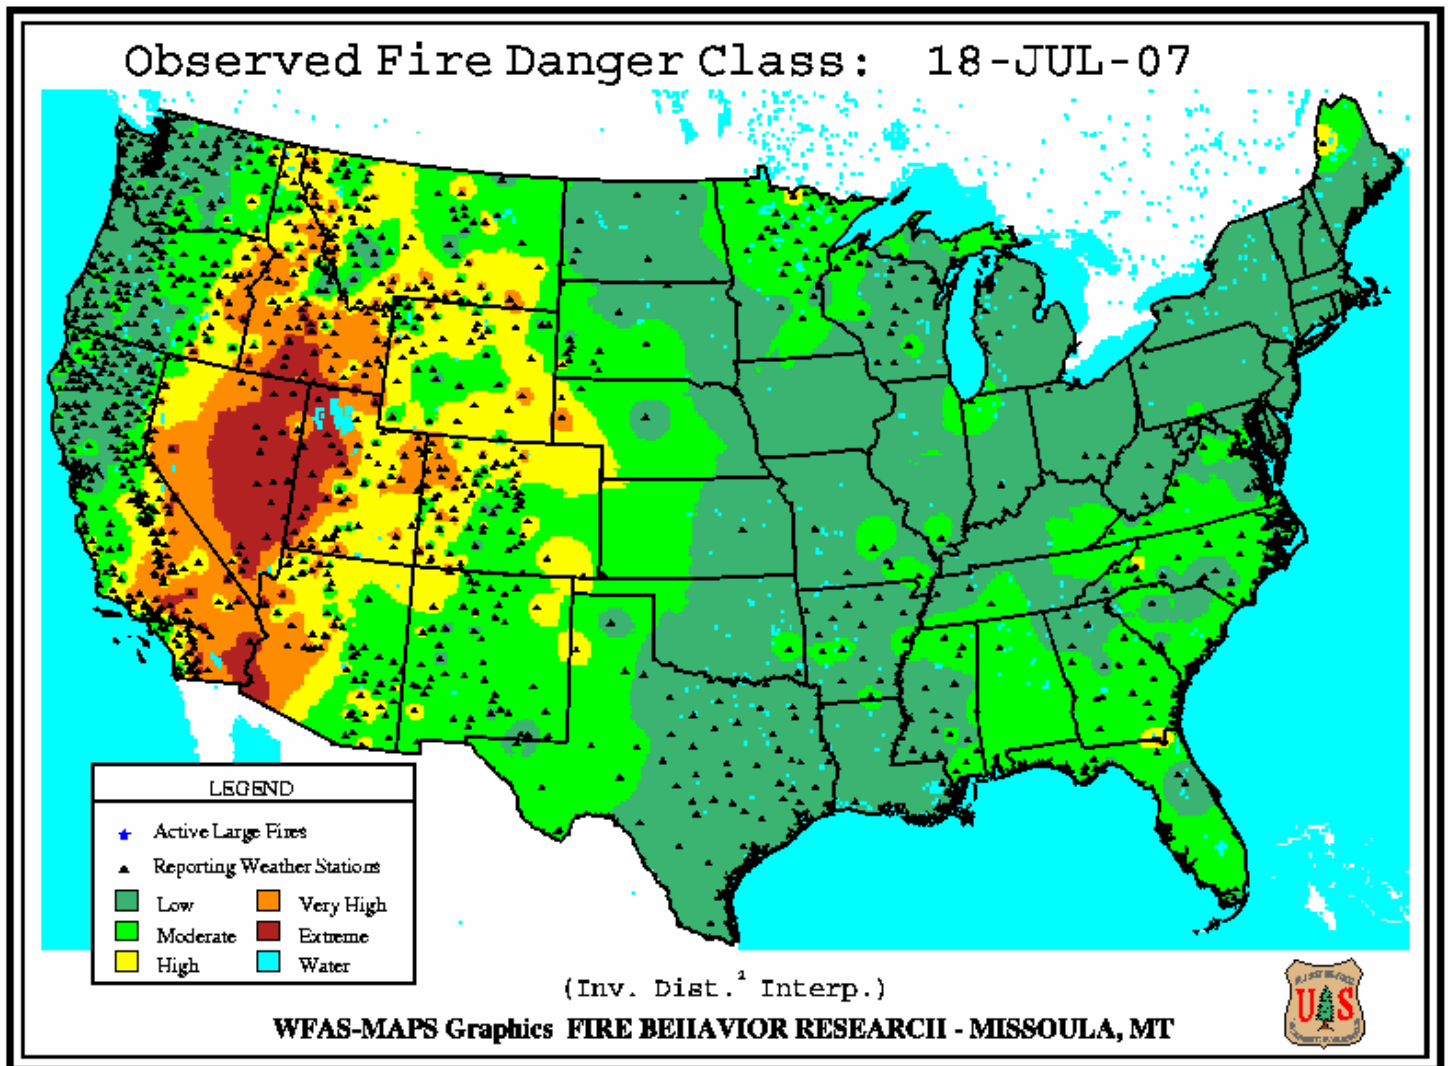 Observed Fire Danger Class: 18-JUL-07
LEGEND
Active Large Fires
Reporting Weather Stations
Low
Very High
Moderate
Extreme
High
Water
(Inv. Dist.² Interp.)
WFAS-MAPS Graphics FIRE BEHAVIOR RESEARCH - MISSOULA, MT
US